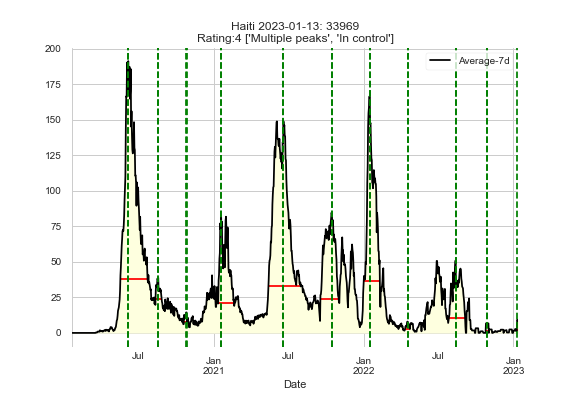 Haiti 2023-01-13: 33969
Rating:4 ['Multiple peaks', 'In control']
200
Average-7d
175
150
125
100
75
50
25
0
Jul
Jan
2021
Jul
Jan
2022
Jul
Jan
2023
Date